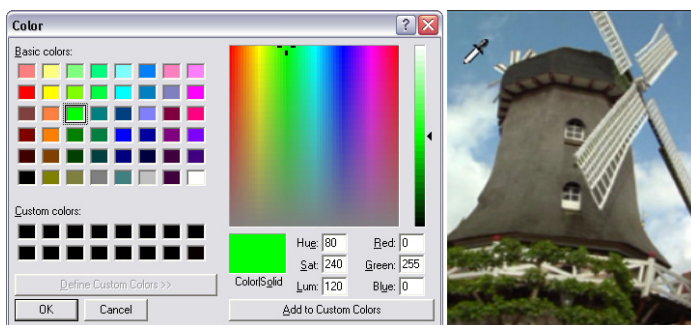 Color
Basic colors:
Custom colors:
Define Custom Colors >>
OK Cancel
Color|Solid
Hue: 80 Red: 0
Sat: 240 Green: 255
Lum: 120 Blue: 0
Add to Custom Colors